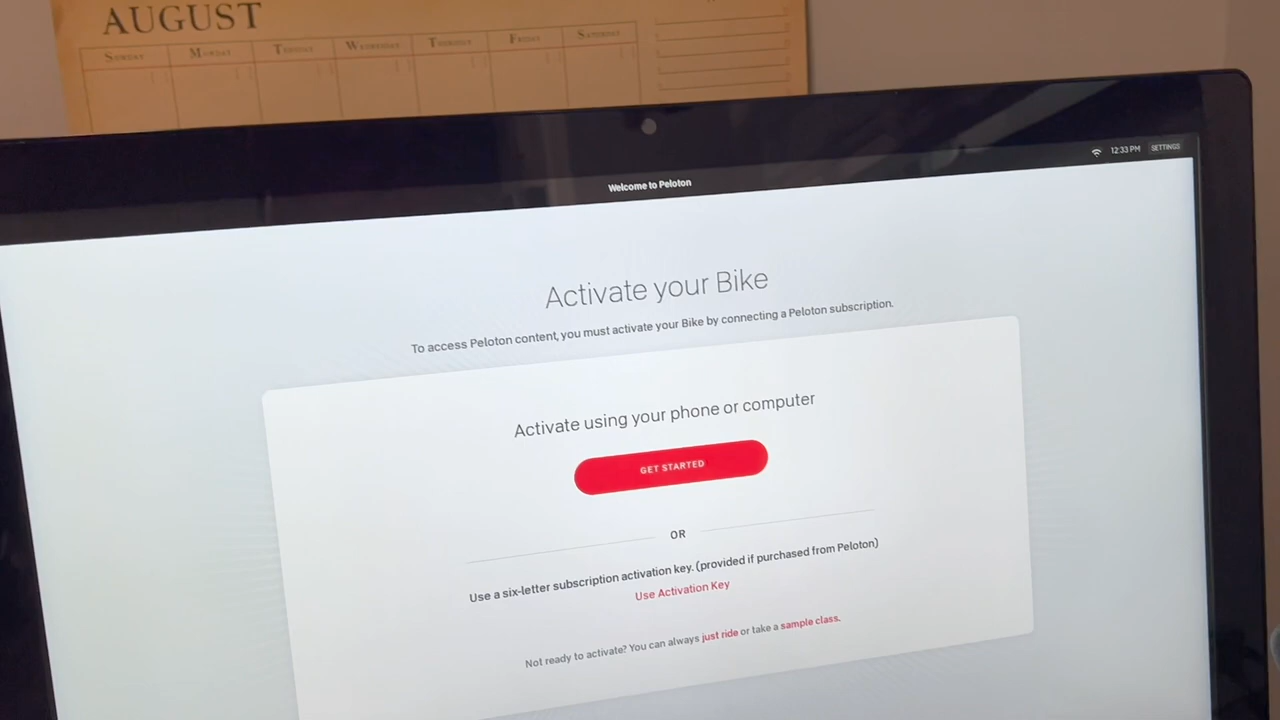 AUGUST
SUNDAY MONDAY TUESDAY WEDNESDAY THURSDAY FRIDAY SATURDAY
12:33 PM SETTINGS
Welcome to Peloton
Activate your Bike
To access Peloton content, you must activate your Bike by connecting a Peloton subscription.
Activate using your phone or computer
GET STARTED
OR
Use a six-letter subscription activation key. (provided if purchased from Peloton)
Use Activation Key
Not ready to activate? You can always just ride or take a sample class.